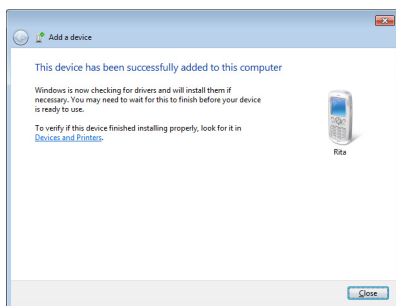 Add a device
This device has been successfully added to this computer
Windows is now checking for drivers and will install them if
necessary. You may need to wait for this to finish before your device
is ready to use.
To verify if this device finished installing properly, look for it in
Devices and Printers.
Rita
Close